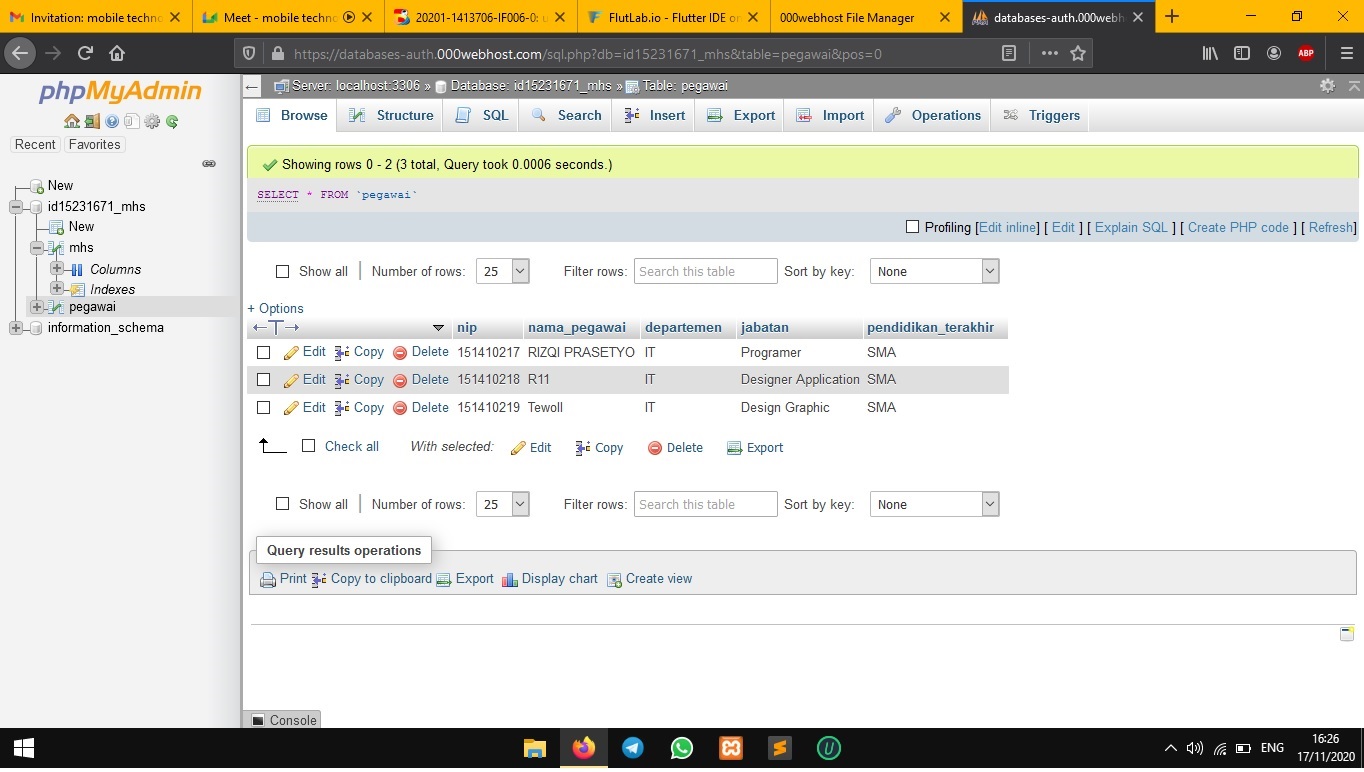 Invitation: mobile techno
Meet - mobile techno
20201-1413706-IF006-0: u
FlutLab.io - Flutter IDE on
000webhost File Manager
databases-auth.000webh
https://databases-auth.000webhost.com/sql.php?db=id15231671_mhs&table=pegawai&pos=0
ABP
phpMyAdmin
Recent Favorites
New
id15231671_mhs
New
mhs
Columns
Indexes
pegawai
information_schema
Server: localhost:3306 » Database: id15231671_mhs » Table: pegawai
Browse Structure SQL Search Insert Export Import Operations Triggers
Showing rows 0 - 2 (3 total, Query took 0.0006 seconds.)
SELECT * FROM `pegawai`
Profiling [Edit inline] [ Edit ] [ Explain SQL ] [ Create PHP code ] [ Refresh]
Show all | Number of rows: 25 Filter rows: Search this table Sort by key: None
+ Options
←T→ nip nama_pegawai departemen jabatan pendidikan_terakhir
Edit Copy Delete 151410217 RIZQI PRASETYO IT Programer SMA
Edit Copy Delete 151410218 R11 IT Designer Application SMA
Edit Copy Delete 151410219 Tewoll IT Design Graphic SMA
Check all With selected: Edit Copy Delete Export
Show all | Number of rows: 25 Filter rows: Search this table Sort by key: None
Query results operations
Print Copy to clipboard Export Display chart Create view
Console
ENG
16:26
17/11/2020